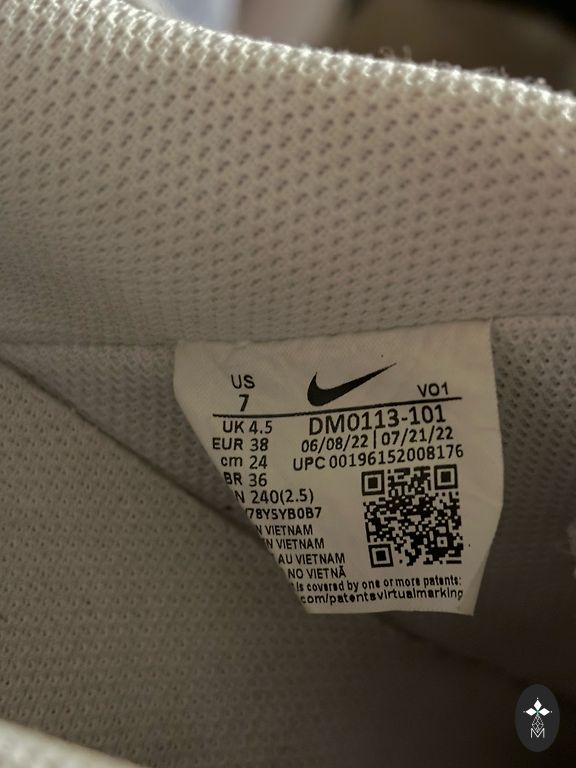 US
7
VO1
UK 4.5
DM0113-101
EUR 38
06/08/22 | 07/21/22
cm 24
UPC 00196152008176
BR 36
N 240(2.5)
78Y5YB0B7
N VIETNAM
N VIETNAM
AU VIETNAM
NO VIETNÃ
is covered by one or more patents:
.com/patentsvirtualmarking
M